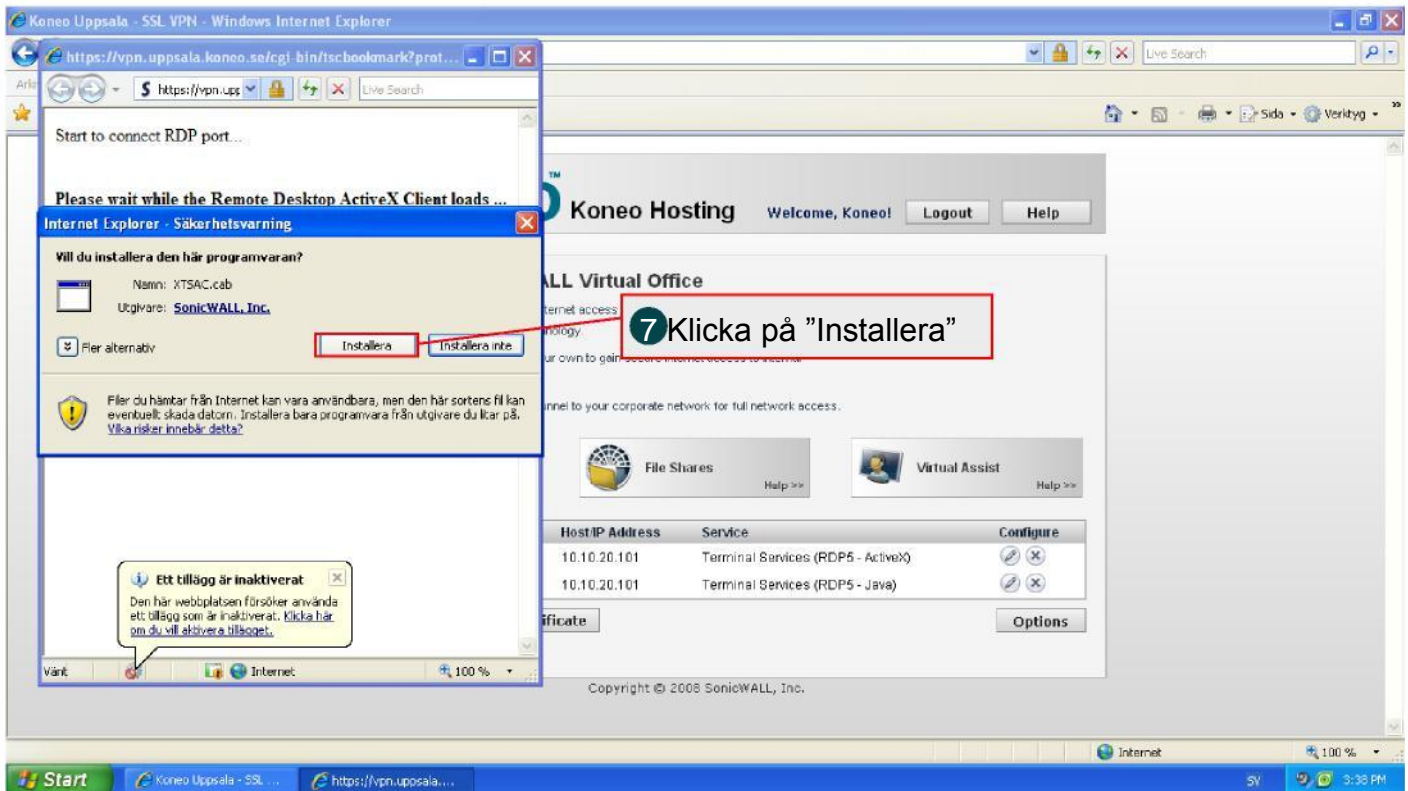 Koneo Uppsala - SSL VPN - Windows Internet Explorer
https://vpn.uppsala.koneo.se/cgi-bin/tscbookmark?prot...
Live Search
https://vpn.upp
Live Search
Sida
Verktyg
Start to connect RDP port...
Please wait while the Remote Desktop ActiveX Client loads ...
TM
Koneo Hosting
Welcome, Koneo!
Logout
Help
Internet Explorer - Säkerhetsvarning
Vill du installera den här programvaran?
Namn: XTSAC.cab
Utgivare: SonicWALL, Inc.
Fler alternativ
Installera
Installera inte
Filer du hämtar från Internet kan vara användbara, men den här sortens fil kan
eventuellt skada datorn. Installera bara programvara från utgivare du litar på.
Vilka risker innebär detta?
ALL Virtual Office
ternet access
nology
7 Klicka på ”Installera”
ur own to gain secure internet access to internal
nnel to your corporate network for full network access.
File Shares
Help >>
Virtual Assist
Help >>
Host/IP Address Service Configure
10.10.20.101 Terminal Services (RDP5 - ActiveX)
10.10.20.101 Terminal Services (RDP5 - Java)
ificate
Options
Ett tillägg är inaktiverat
Den här webbplatsen försöker använda
ett tillägg som är inaktiverat. Klicka här
om du vill aktivera tillägget.
Vänt
Internet
100 %
Copyright © 2008 SonicWALL, Inc.
Internet
100 %
Start
Koneo Uppsala - SSL ...
https://vpn.uppsala....
SV
3:38 PM